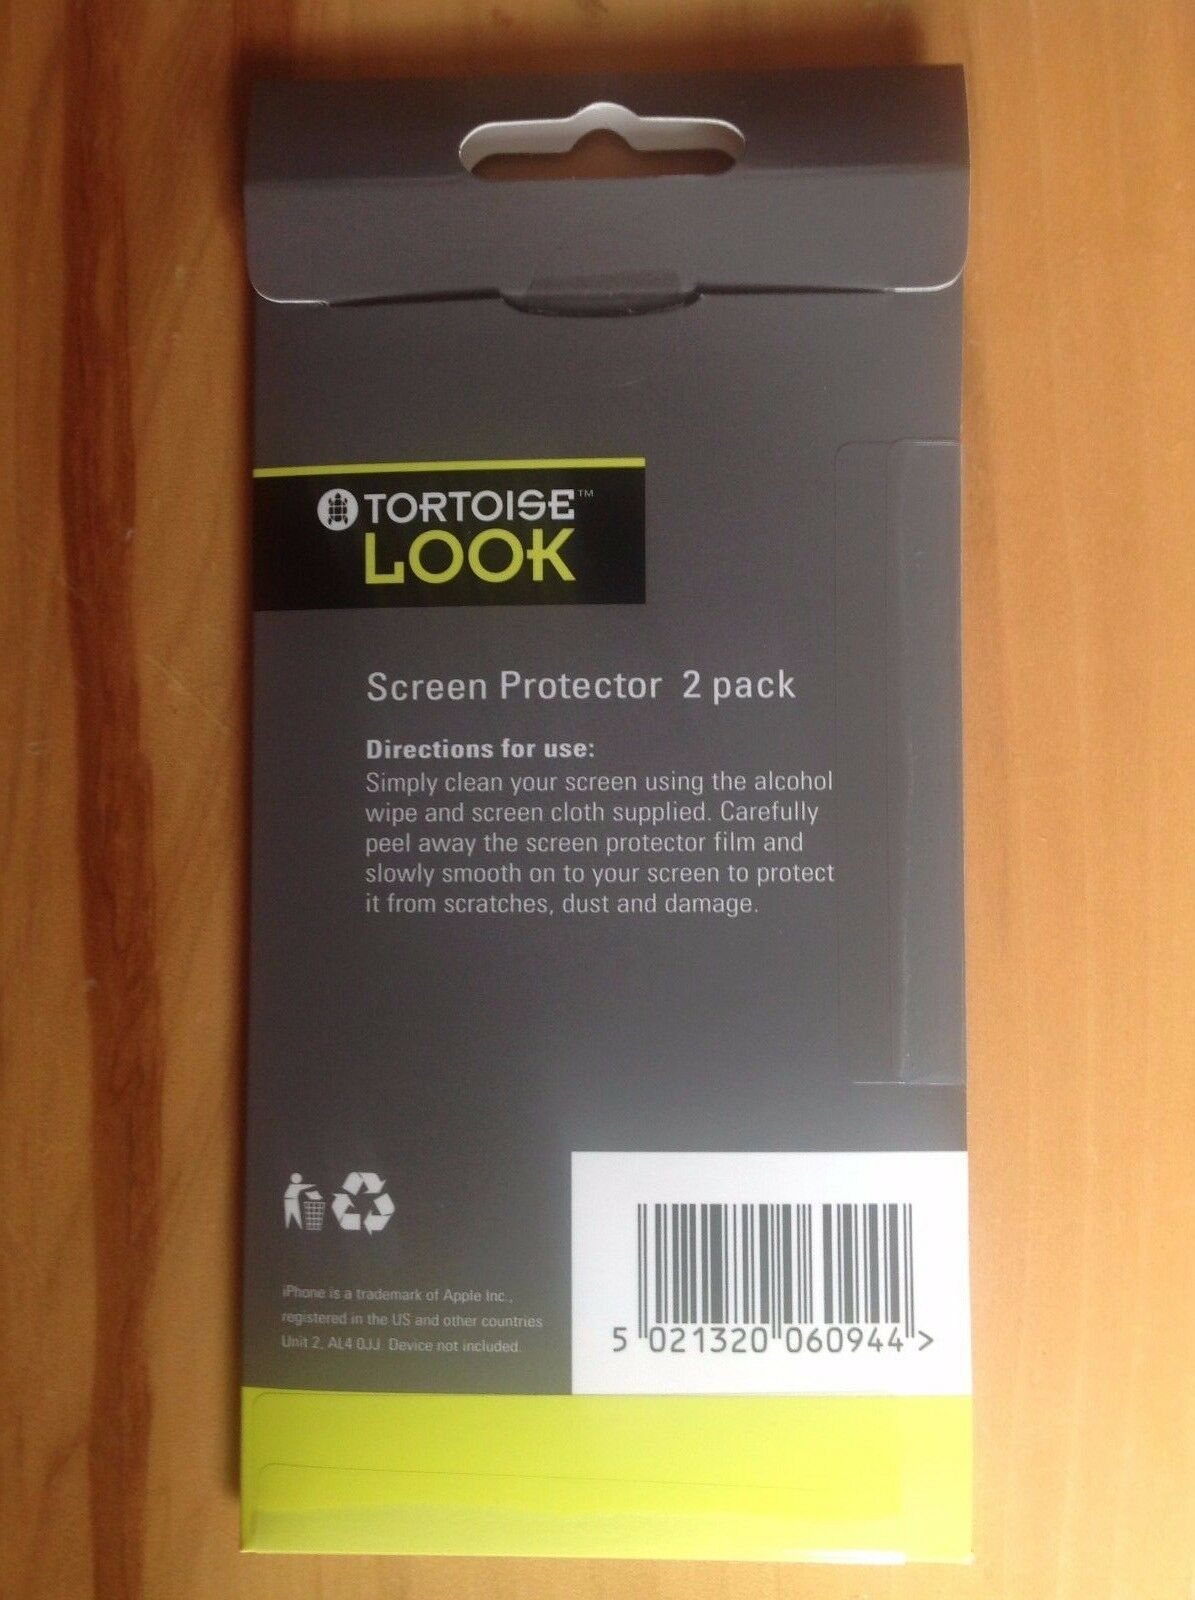 TORTOISE™
LOOK
Screen Protector 2 pack
Directions for use:
Simply clean your screen using the alcohol
wipe and screen cloth supplied. Carefully
peel away the screen protector film and
slowly smooth on to your screen to protect
it from scratches, dust and damage.
iPhone is a trademark of Apple Inc.,
registered in the US and other countries
Unit 2, AL4 0JJ. Device not included.
5 021320 060944 >